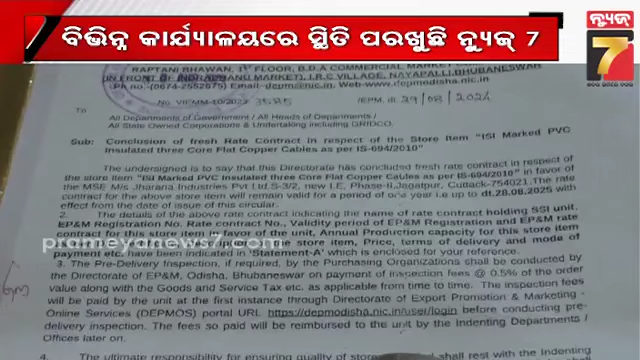 ବିଭିନ୍ନ କାର୍ଯ୍ୟାଳୟରେ ସ୍ଥିତି ପରଖୁଛି ନ୍ୟୁଜ୍ 7
ନ୍ୟୁଜ୍
7
RAPTANI BHAWAN, 1ST FLOOR, B.D.A COMMERCIAL MARKET
(IN FRONT OF INDRADHANU MARKET), I.R.C VILLAGE, NAYAPALLI, BHUBANESWAR
Ph no.-(0674-2552675) Email-depm@nic.in. Web-www.depmodisha
No. VIEMM-10/2023 3525 /EPM, dt 29/08/2024
To
All Departments of Government / All Heads of Departments /
All State Owned Corporations & Undertaking including GRIDCO.
Sub: Conclusion of fresh Rate Contract in respect of the Store Item "ISI Marked PVC
Insulated three Core Flat Copper Cables as per IS-694/2010"
The undersigned is to say that this Directorate has concluded fresh rate contract in respect of
the store item "ISI Marked PVC Insulated three Core Flat Copper Cables as per IS-694/2010" in favor of
the MSE M/s Jharana Industries Pvt Ltd.S-3/2, new I.E, Phase-II,Jagatpur, Cuttack-754021.The rate
contract for the above store item will remain valid for a period of one year i.e up to dt.28.08.2025 with
effect from the date of issue of this circular.
2. The details of the above rate contract indicating the name of rate contract holding SSI unit,
EP&M Registration No. Rate contract No., Validity period of EP&M Registration and EP&M rate
contract for this store item in favour of the unit, Annual Production capacity for this store item
prameyanews7.com
the store item, Price, terms of delivery and mode of
payment etc. have been indicated in 'Statement-A' which is enclosed for your reference.
3. The Pre-Delivery Inspection, if required, by the Purchasing Organizations shall be conducted
by the Directorate of EP&M, Odisha, Bhubaneswar on payment of inspection fees @ 0.5% of the order
value along with the Goods and Service Tax etc. as applicable from time to time. The inspection fees
will be paid by the unit at the first instance through Directorate of Export Promotion & Marketing -
Online Services (DEPMOS) portal URL https://depmodisha.nic.in/user/login before conducting pre-
delivery inspection. The fees so paid will be reimbursed to the unit by the Indenting Departments /
Offices later on.
4. The ultimate responsibility for ensuring quality of store shall rest with the Indenting